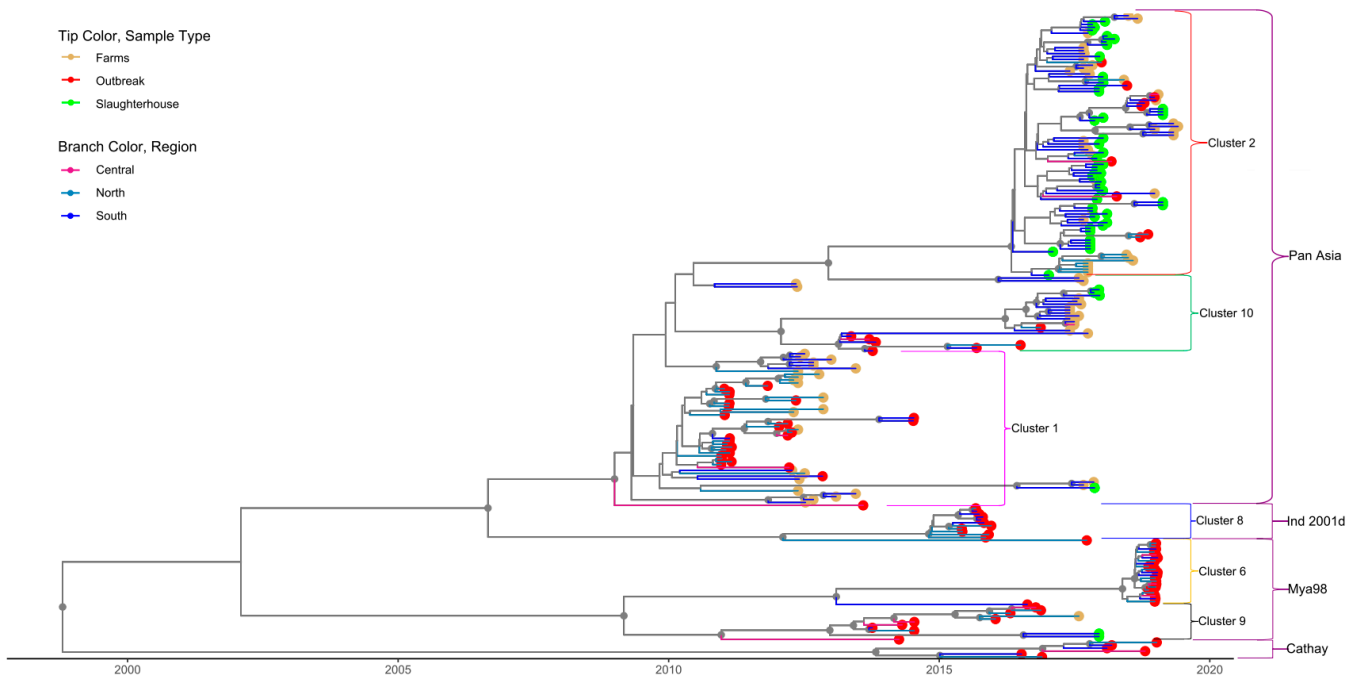 Tip Color, Sample Type
Farms
Outbreak
Slaughterhouse
Branch Color, Region
Central
North
South
Cluster 2
Pan Asia
Cluster 10
Cluster 1
Cluster 8
Ind 2001d
Cluster 6
Mya98
Cluster 9
Cathay
2000
2005
2010
2015
2020